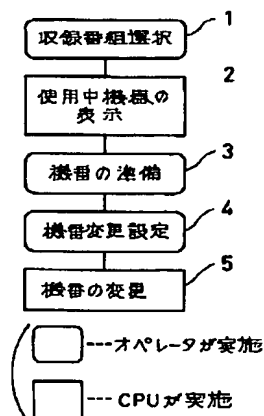 1
収録番組選択
2
使用中機器の
表示
3
機番の準備
4
機番変更設定
5
機番の変更
---オペレータが実施
---CPUが実施